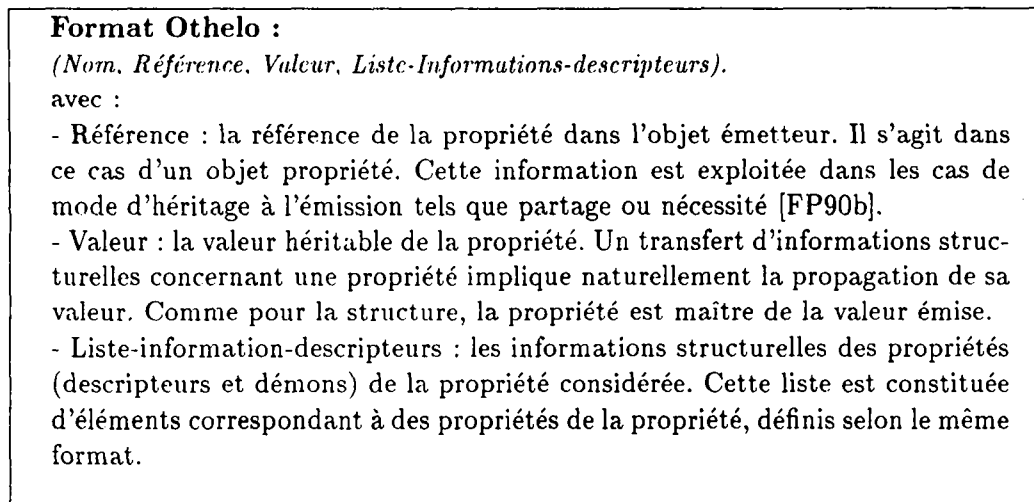 Format Othelo :
(Nom, Référence, Valeur, Liste-Informations-descripteurs).
avec :
- Référence : la référence de la propriété dans l'objet émetteur. Il s'agit dans
ce cas d'un objet propriété. Cette information est exploitée dans les cas de
mode d'héritage à l'émission tels que partage ou nécessité [FP90b].
- Valeur : la valeur héritable de la propriété. Un transfert d'informations struc-
turelles concernant une propriété implique naturellement la propagation de sa
valeur. Comme pour la structure, la propriété est maître de la valeur émise.
- Liste-information-descripteurs : les informations structurelles des propriétés
(descripteurs et démons) de la propriété considérée. Cette liste est constituée
d'éléments correspondant à des propriétés de la propriété, définis selon le même
format.